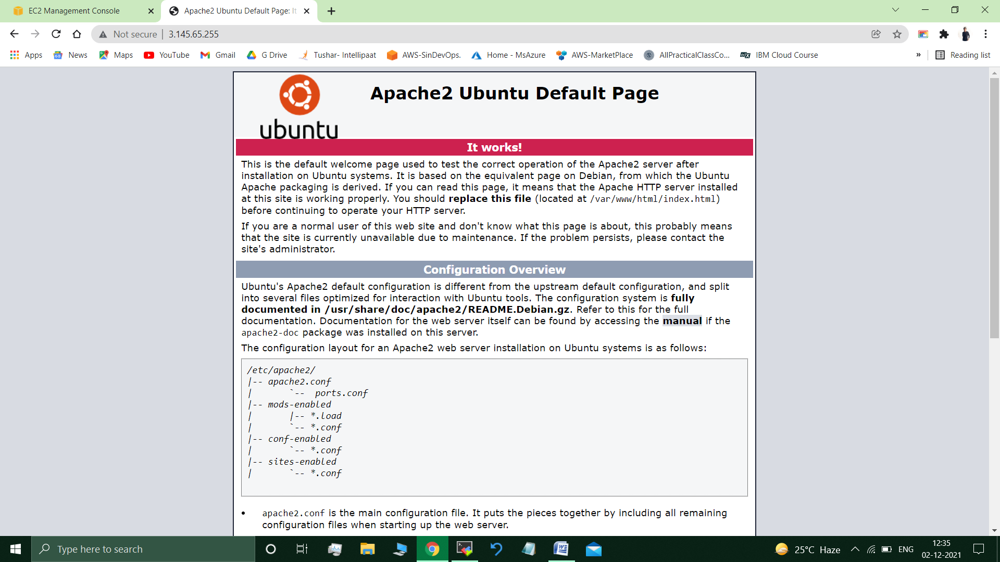 EC2 Management Console
Apache2 Ubuntu Default Page: It
Not secure | 3.145.65.255
Apps News Maps YouTube Gmail G Drive Tushar- Intellipaat AWS-SinDevOps. Home - MsAzure AWS-MarketPlace AllPracticalClassCo... IBM Cloud Course » Reading list
ubuntu
Apache2 Ubuntu Default Page
It works!
This is the default welcome page used to test the correct operation of the Apache2 server after
installation on Ubuntu systems. It is based on the equivalent page on Debian, from which the Ubuntu
Apache packaging is derived. If you can read this page, it means that the Apache HTTP server installed
at this site is working properly. You should replace this file (located at /var/www/html/index.html)
before continuing to operate your HTTP server.
If you are a normal user of this web site and don't know what this page is about, this probably means
that the site is currently unavailable due to maintenance. If the problem persists, please contact the
site's administrator.
Configuration Overview
Ubuntu's Apache2 default configuration is different from the upstream default configuration, and split
into several files optimized for interaction with Ubuntu tools. The configuration system is fully
documented in /usr/share/doc/apache2/README.Debian.gz. Refer to this for the full
documentation. Documentation for the web server itself can be found by accessing the manual if the
apache2-doc package was installed on this server.
The configuration layout for an Apache2 web server installation on Ubuntu systems is as follows:
/etc/apache2/
|-- apache2.conf
|       `--  ports.conf
|-- mods-enabled
|       |-- *.load
|       `-- *.conf
|-- conf-enabled
|       `-- *.conf
|-- sites-enabled
|       `-- *.conf
• apache2.conf is the main configuration file. It puts the pieces together by including all remaining
configuration files when starting up the web server.
Type here to search
25°C Haze
ENG
12:35
02-12-2021